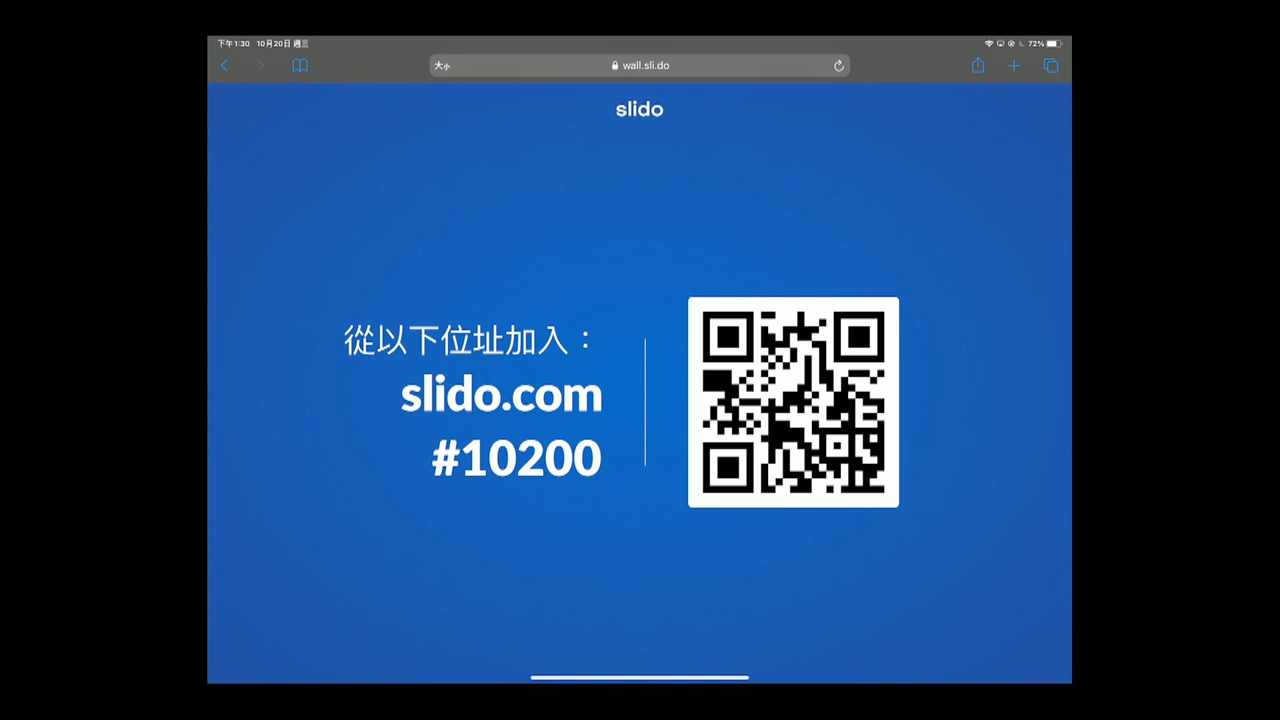 下午1:30 10月20日 週三
72%
大小
wall.sli.do
slido
從以下位址加入：
slido.com
#10200